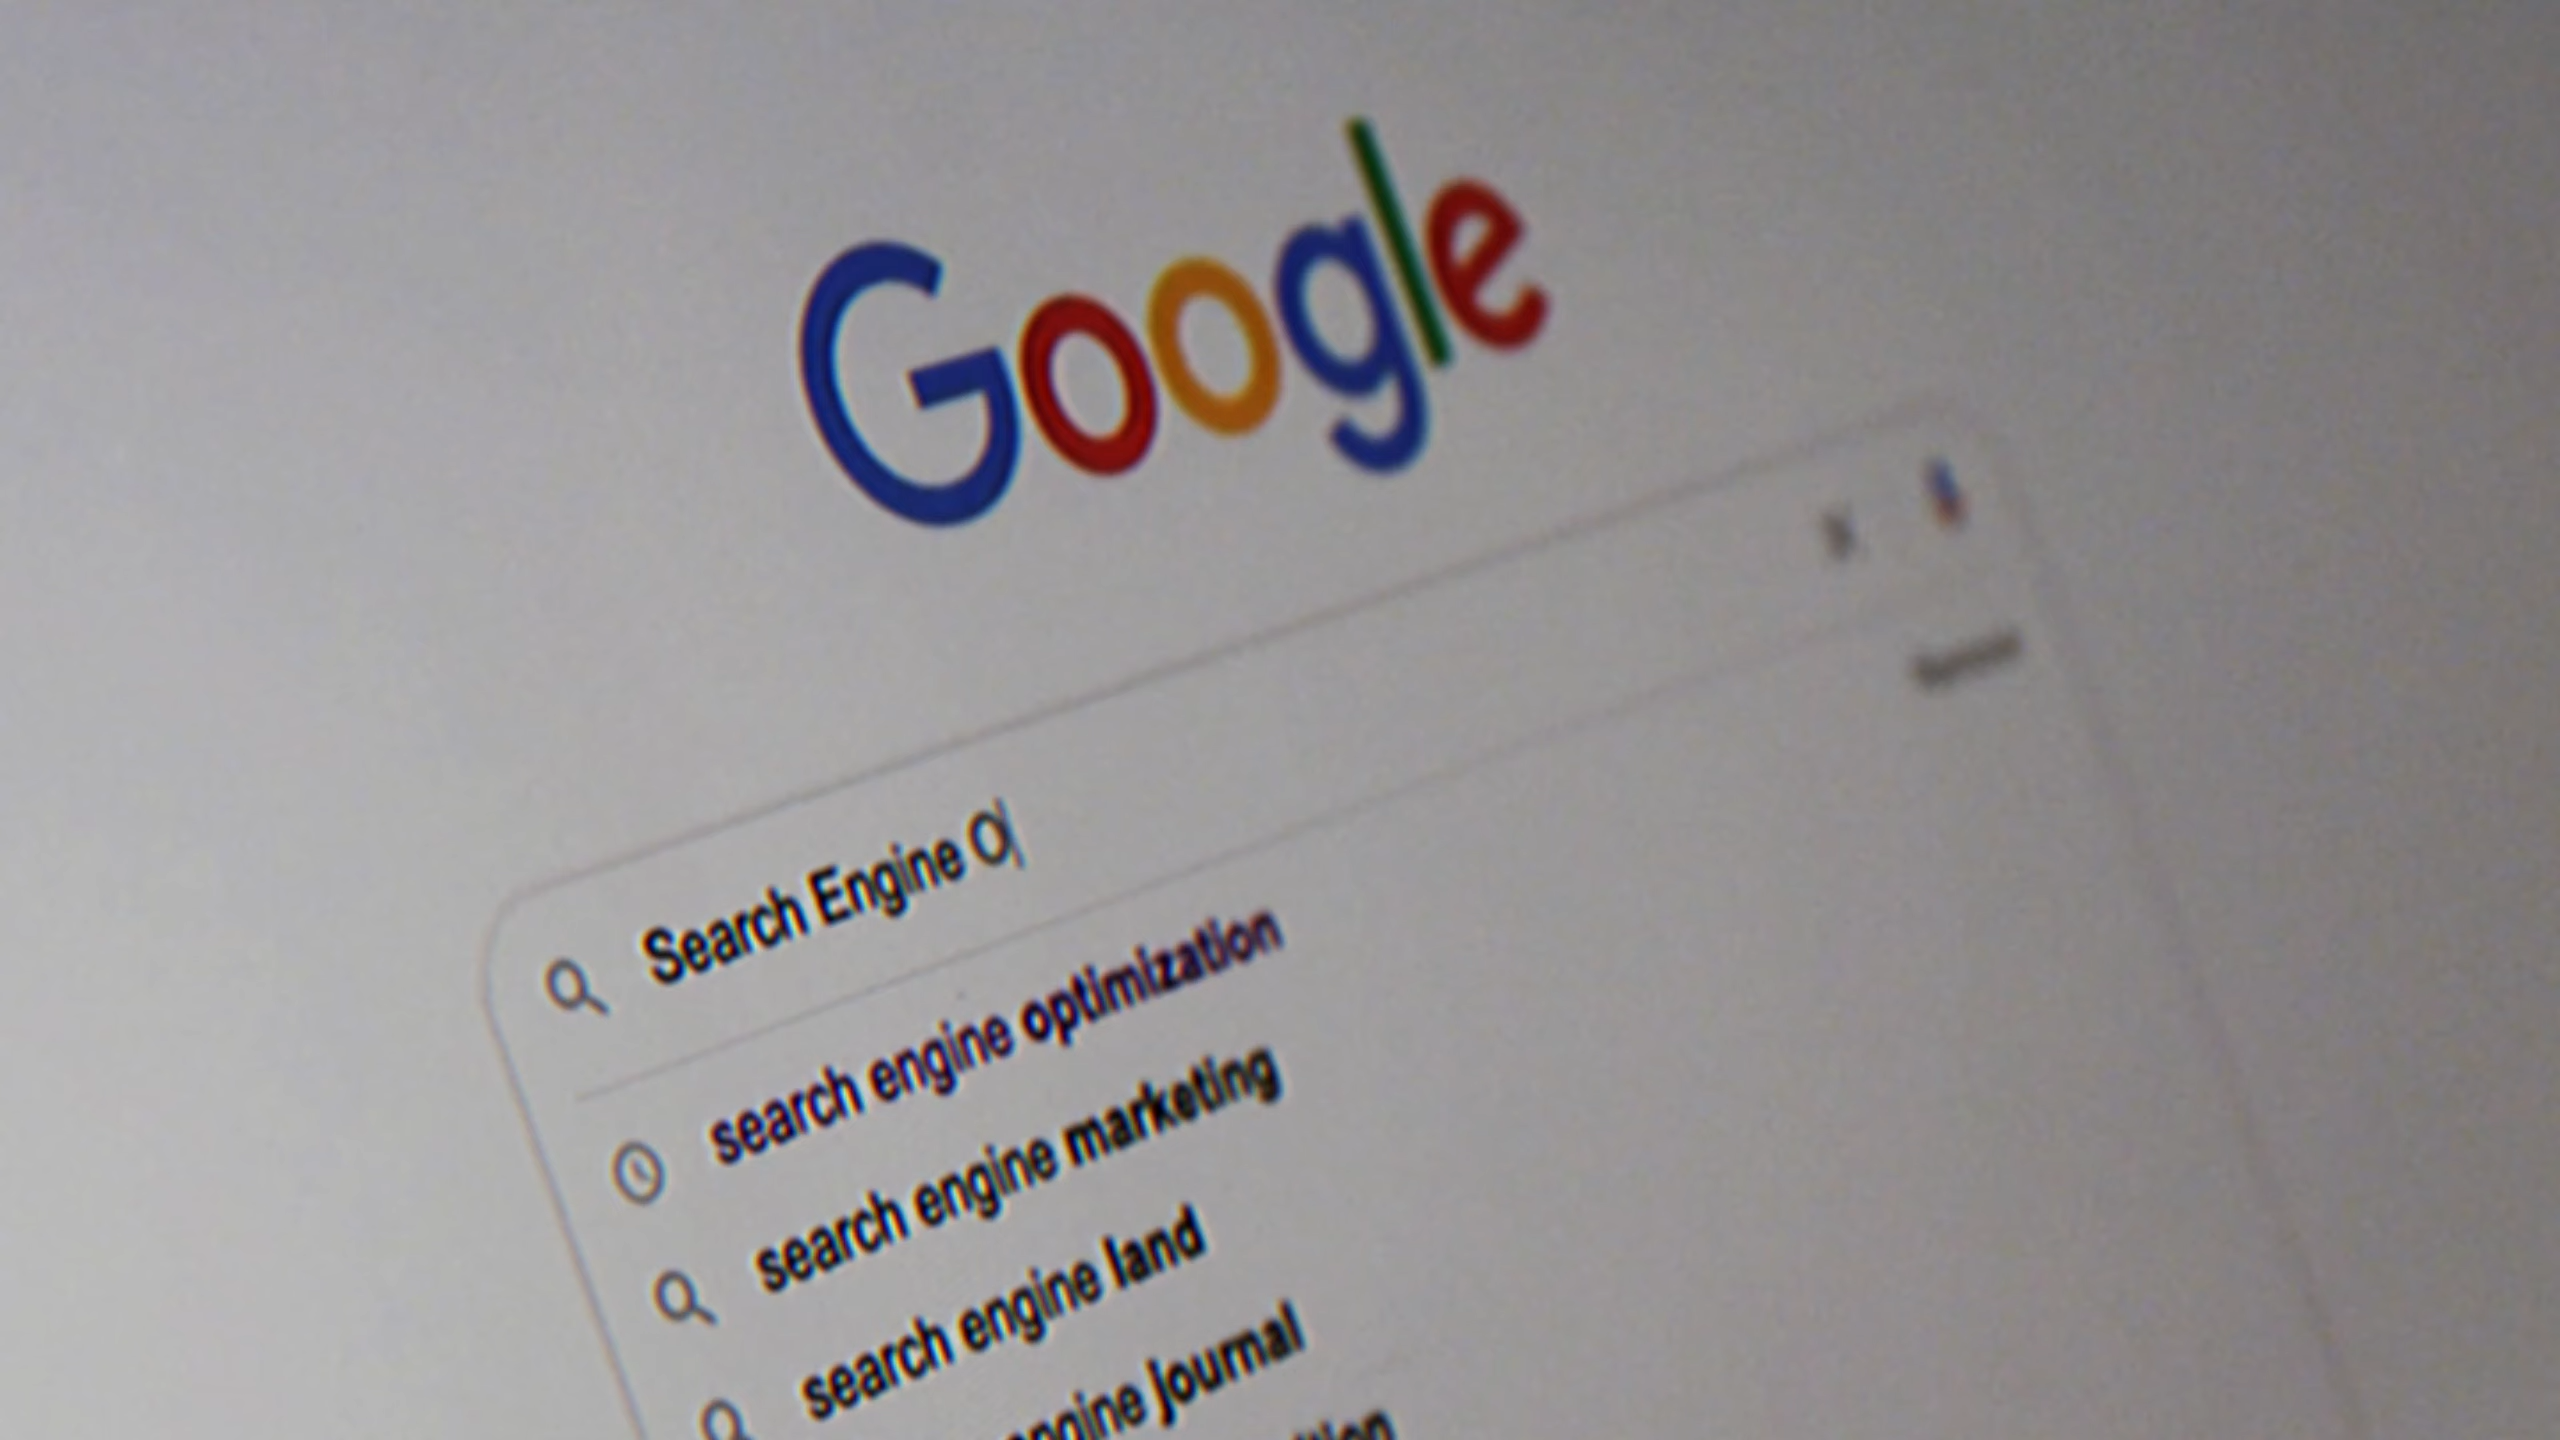 Google
Search Engine O
search engine optimization
search engine marketing
search engine land
engine journal